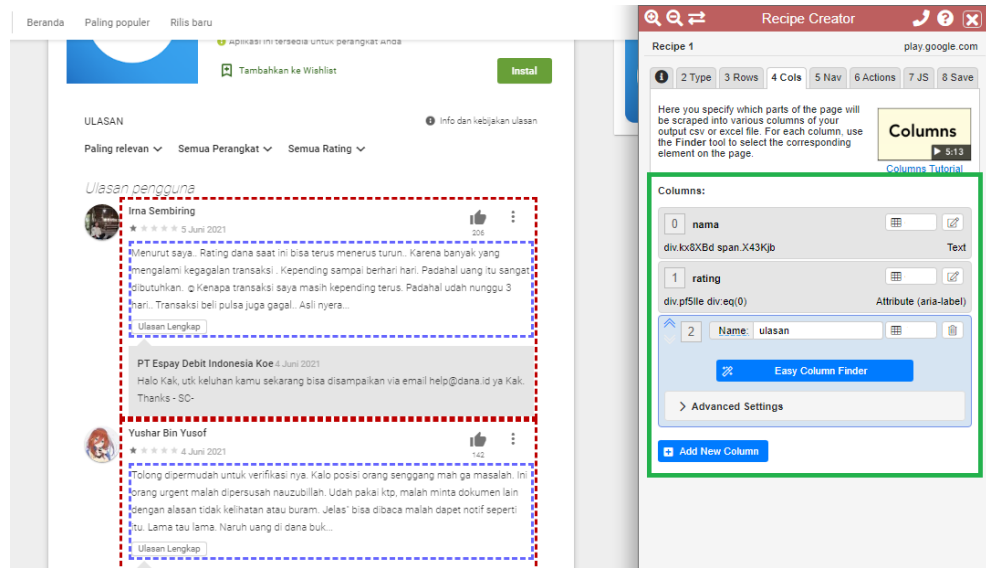 Beranda Paling populer Rilis baru
Aplikasi ini tersedia untuk perangkat Anda
Tambahkan ke Wishlist
Instal
ULASAN
Info dan kebijakan ulasan
Paling relevan Semua Perangkat Semua Rating
Ulasan pengguna
Irna Sembiring
5 Juni 2021
206
Menurut saya.. Rating dana saat ini bisa terus menerus turun.. Karena banyak yang
mengalami kegagalan transaksi . Kepending sampai berhari hari. Padahal uang itu sangat
dibutuhkan. Kenapa transaksi saya masih kepending terus. Padahal udah nunggu 3
hari.. Transaksi beli pulsa juga gagal.. Asli nyera...
Ulasan Lengkap
PT Espay Debit Indonesia Koe 4 Juni 2021
Halo Kak, utk keluhan kamu sekarang bisa disampaikan via email help@dana.id ya Kak.
Thanks - SC-
Yushar Bin Yusof
4 Juni 2021
142
Tolong dipermudah untuk verifikasi nya. Kalo posisi orang senggang mah ga masalah. Ini
orang urgent malah dipersusah nauzubillah. Udah pakai ktp, malah minta dokumen lain
dengan alasan tidak kelihatan atau buram. Jelas" bisa dibaca malah dapet notif seperti
itu. Lama tau lama. Naruh uang di dana buk...
Ulasan Lengkap
Recipe Creator
Recipe 1 play.google.com
2 Type 3 Rows 4 Cols 5 Nav 6 Actions 7 JS 8 Save
Here you specify which parts of the page will
be scraped into various columns of your
output csv or excel file. For each column, use
the Finder tool to select the corresponding
element on the page.
Columns
5:13
Columns Tutorial
Columns:
0 nama
div.kx8XBd span.X43Kjb Text
1 rating
div.pf5lle div:eq(0) Attribute (aria-label)
2 Name: ulasan
Easy Column Finder
Advanced Settings
Add New Column